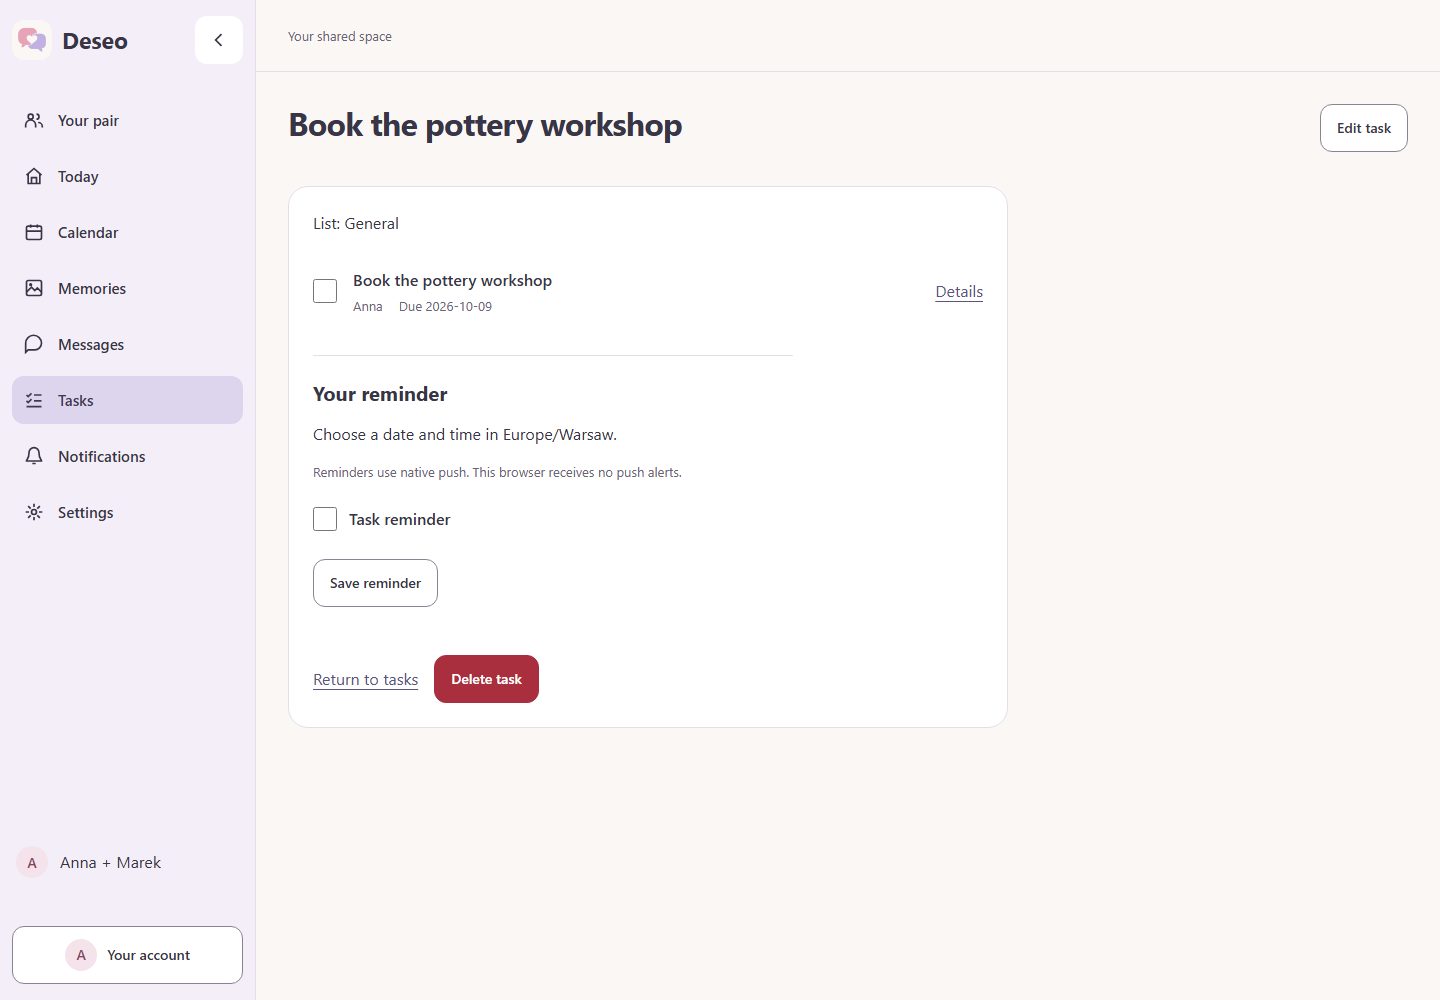 Deseo
Your pair
Today
Calendar
Memories
Messages
Tasks
Notifications
Settings
A
Anna + Marek
A
Your account
Your shared space
Book the pottery workshop
Edit task
List: General
Book the pottery workshop
Anna Due 2026-10-09
Details
Your reminder
Choose a date and time in Europe/Warsaw.
Reminders use native push. This browser receives no push alerts.
Task reminder
Save reminder
Return to tasks
Delete task